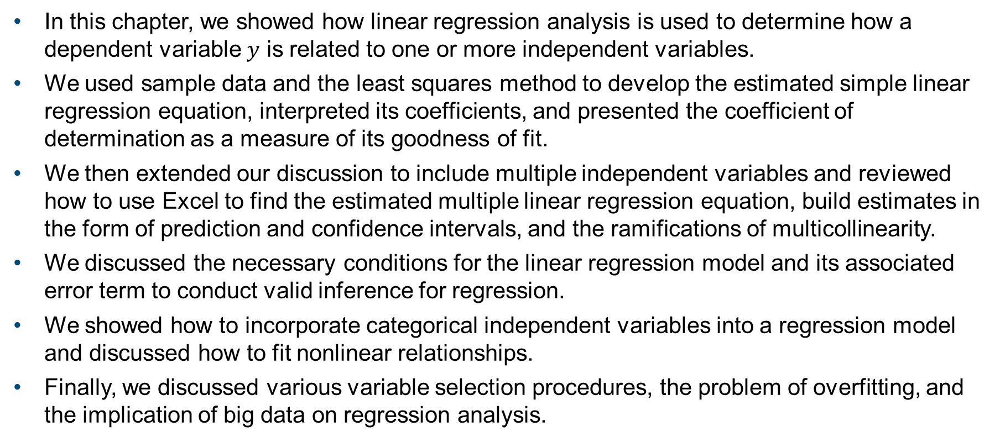 • In this chapter, we showed how linear regression analysis is used to determine how a
dependent variable y is related to one or more independent variables.
• We used sample data and the least squares method to develop the estimated simple linear
regression equation, interpreted its coefficients, and presented the coefficient of
determination as a measure of its goodness of fit.
• We then extended our discussion to include multiple independent variables and reviewed
how to use Excel to find the estimated multiple linear regression equation, build estimates in
the form of prediction and confidence intervals, and the ramifications of multicollinearity.
• We discussed the necessary conditions for the linear regression model and its associated
error term to conduct valid inference for regression.
• We showed how to incorporate categorical independent variables into a regression model
and discussed how to fit nonlinear relationships.
• Finally, we discussed various variable selection procedures, the problem of overfitting, and
the implication of big data on regression analysis.